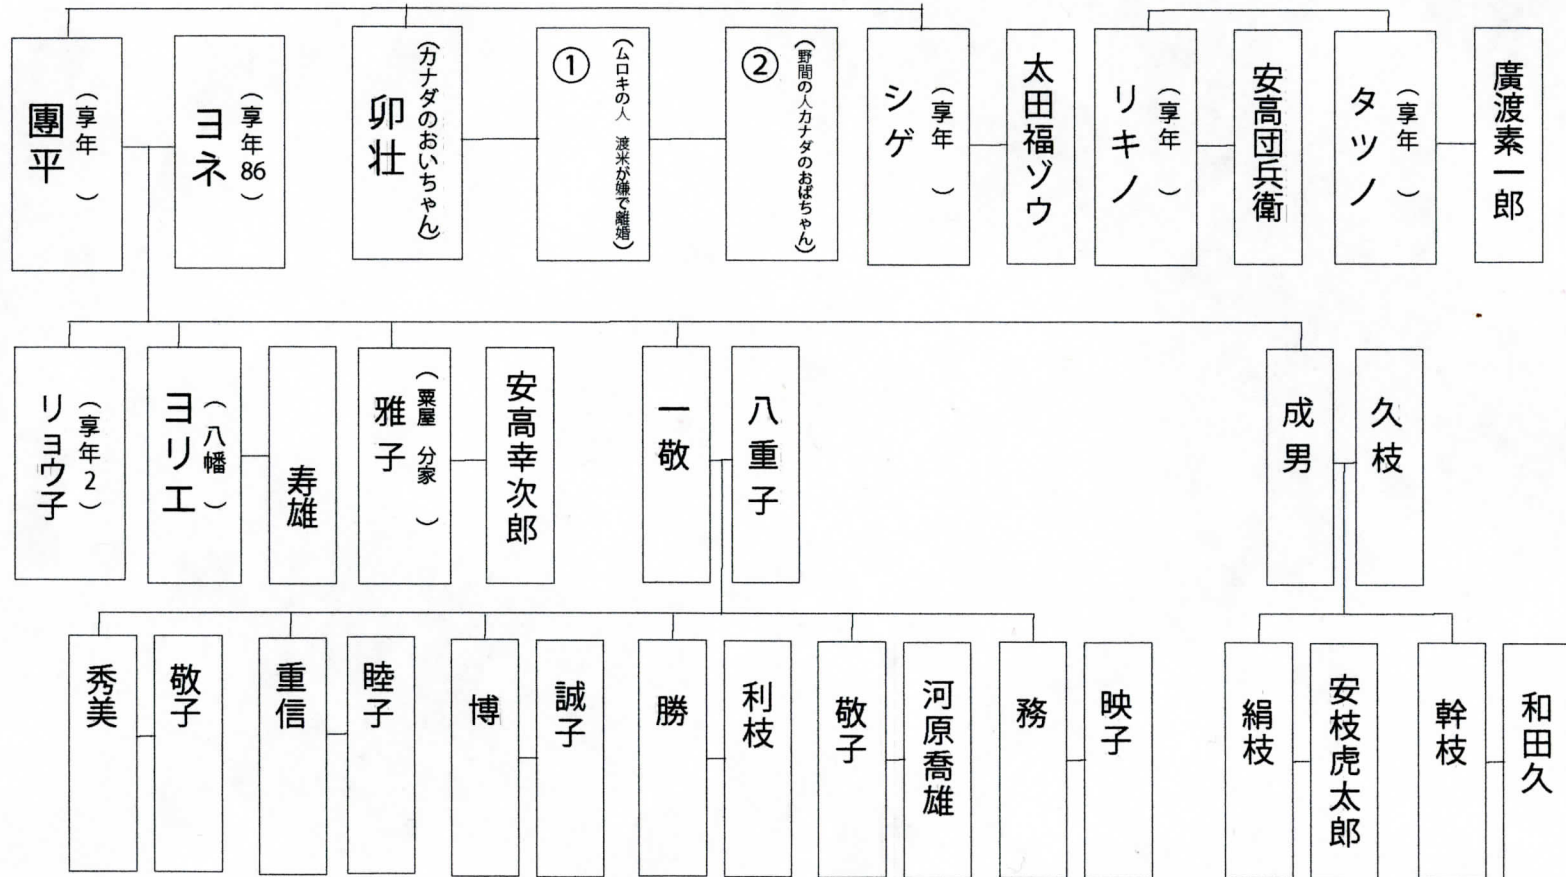 團平
（享年　）
ヨネ
（享年86）
卯壮
（カナダのおいちゃん）
①
（ムロキの人　渡米が嫌で離婚）
②
（野間の人カナダのおばちゃん）
シゲ
（享年　）
太田福ゾウ
リキノ
（享年　）
安高団兵衛
タツノ
（享年　）
廣渡素一郎
リョウ子
（享年2）
ヨリエ
（八幡　）
寿雄
雅子
（粟屋　分家　）
安高幸次郎
一敬
八重子
成男
久枝
秀美
敬子
重信
睦子
博
誠子
勝
利枝
敬子
河原喬雄
務
映子
絹枝
安枝虎太郎
幹枝
和田久